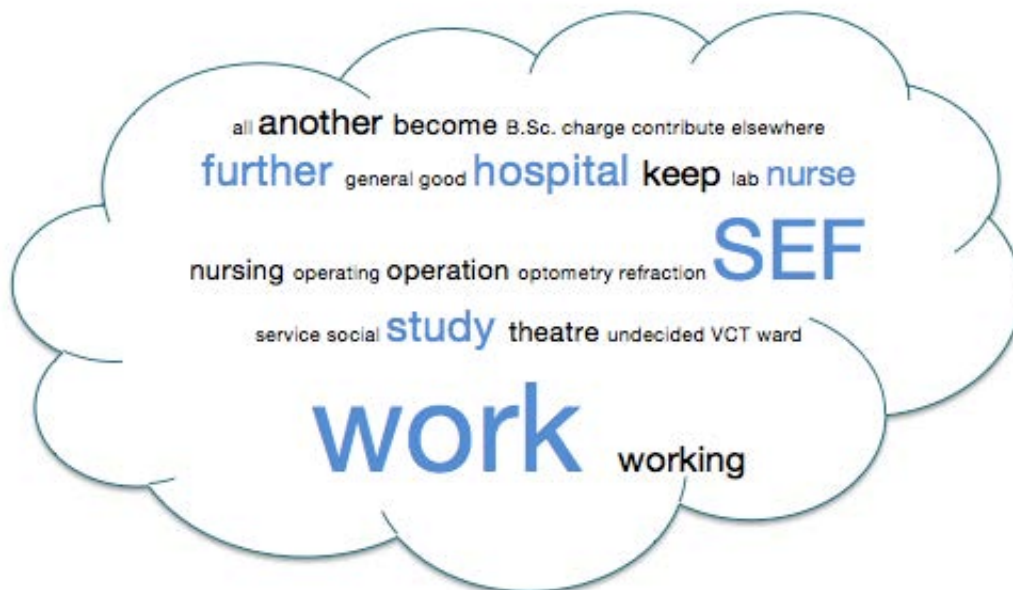 all another become B.Sc. charge contribute elsewhere
further general good hospital keep lab nurse
nursing operating operation optometry refraction SEF
service social study theatre undecided VCT ward
work working